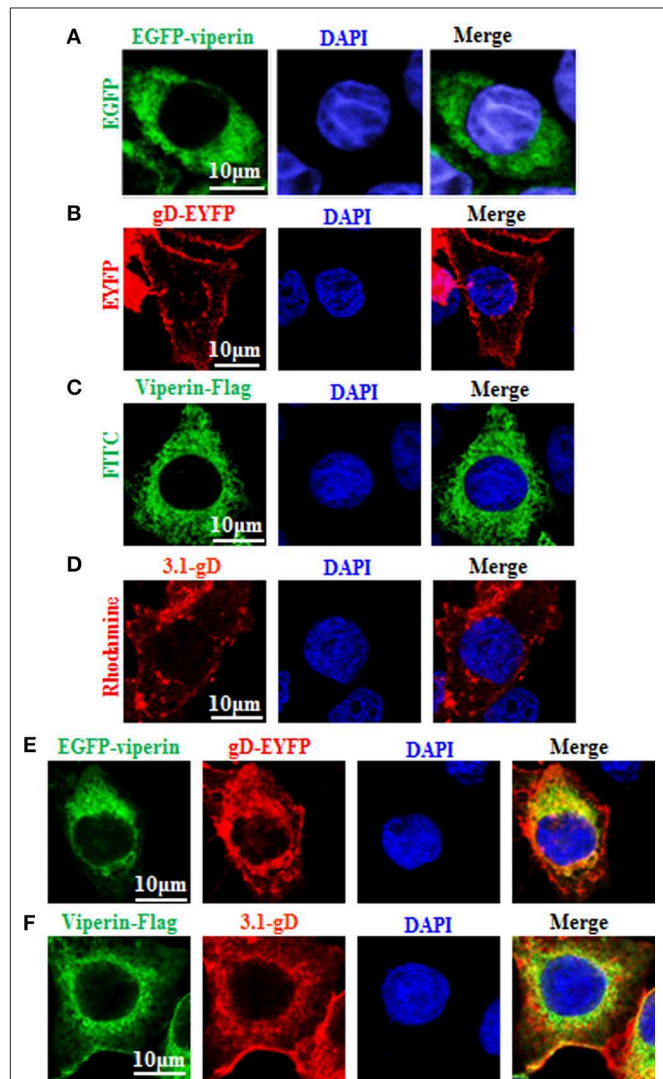 A
EGFP-viperin DAPI Merge
EGFP
10μm
B
gD-EYFP DAPI Merge
EYFP
10μm
C
Viperin-Flag DAPI Merge
FITC
10μm
D
3.1-gD DAPI Merge
Rhodamine
10μm
E
EGFP-viperin gD-EYFP DAPI Merge
10μm
F
Viperin-Flag 3.1-gD DAPI Merge
10μm